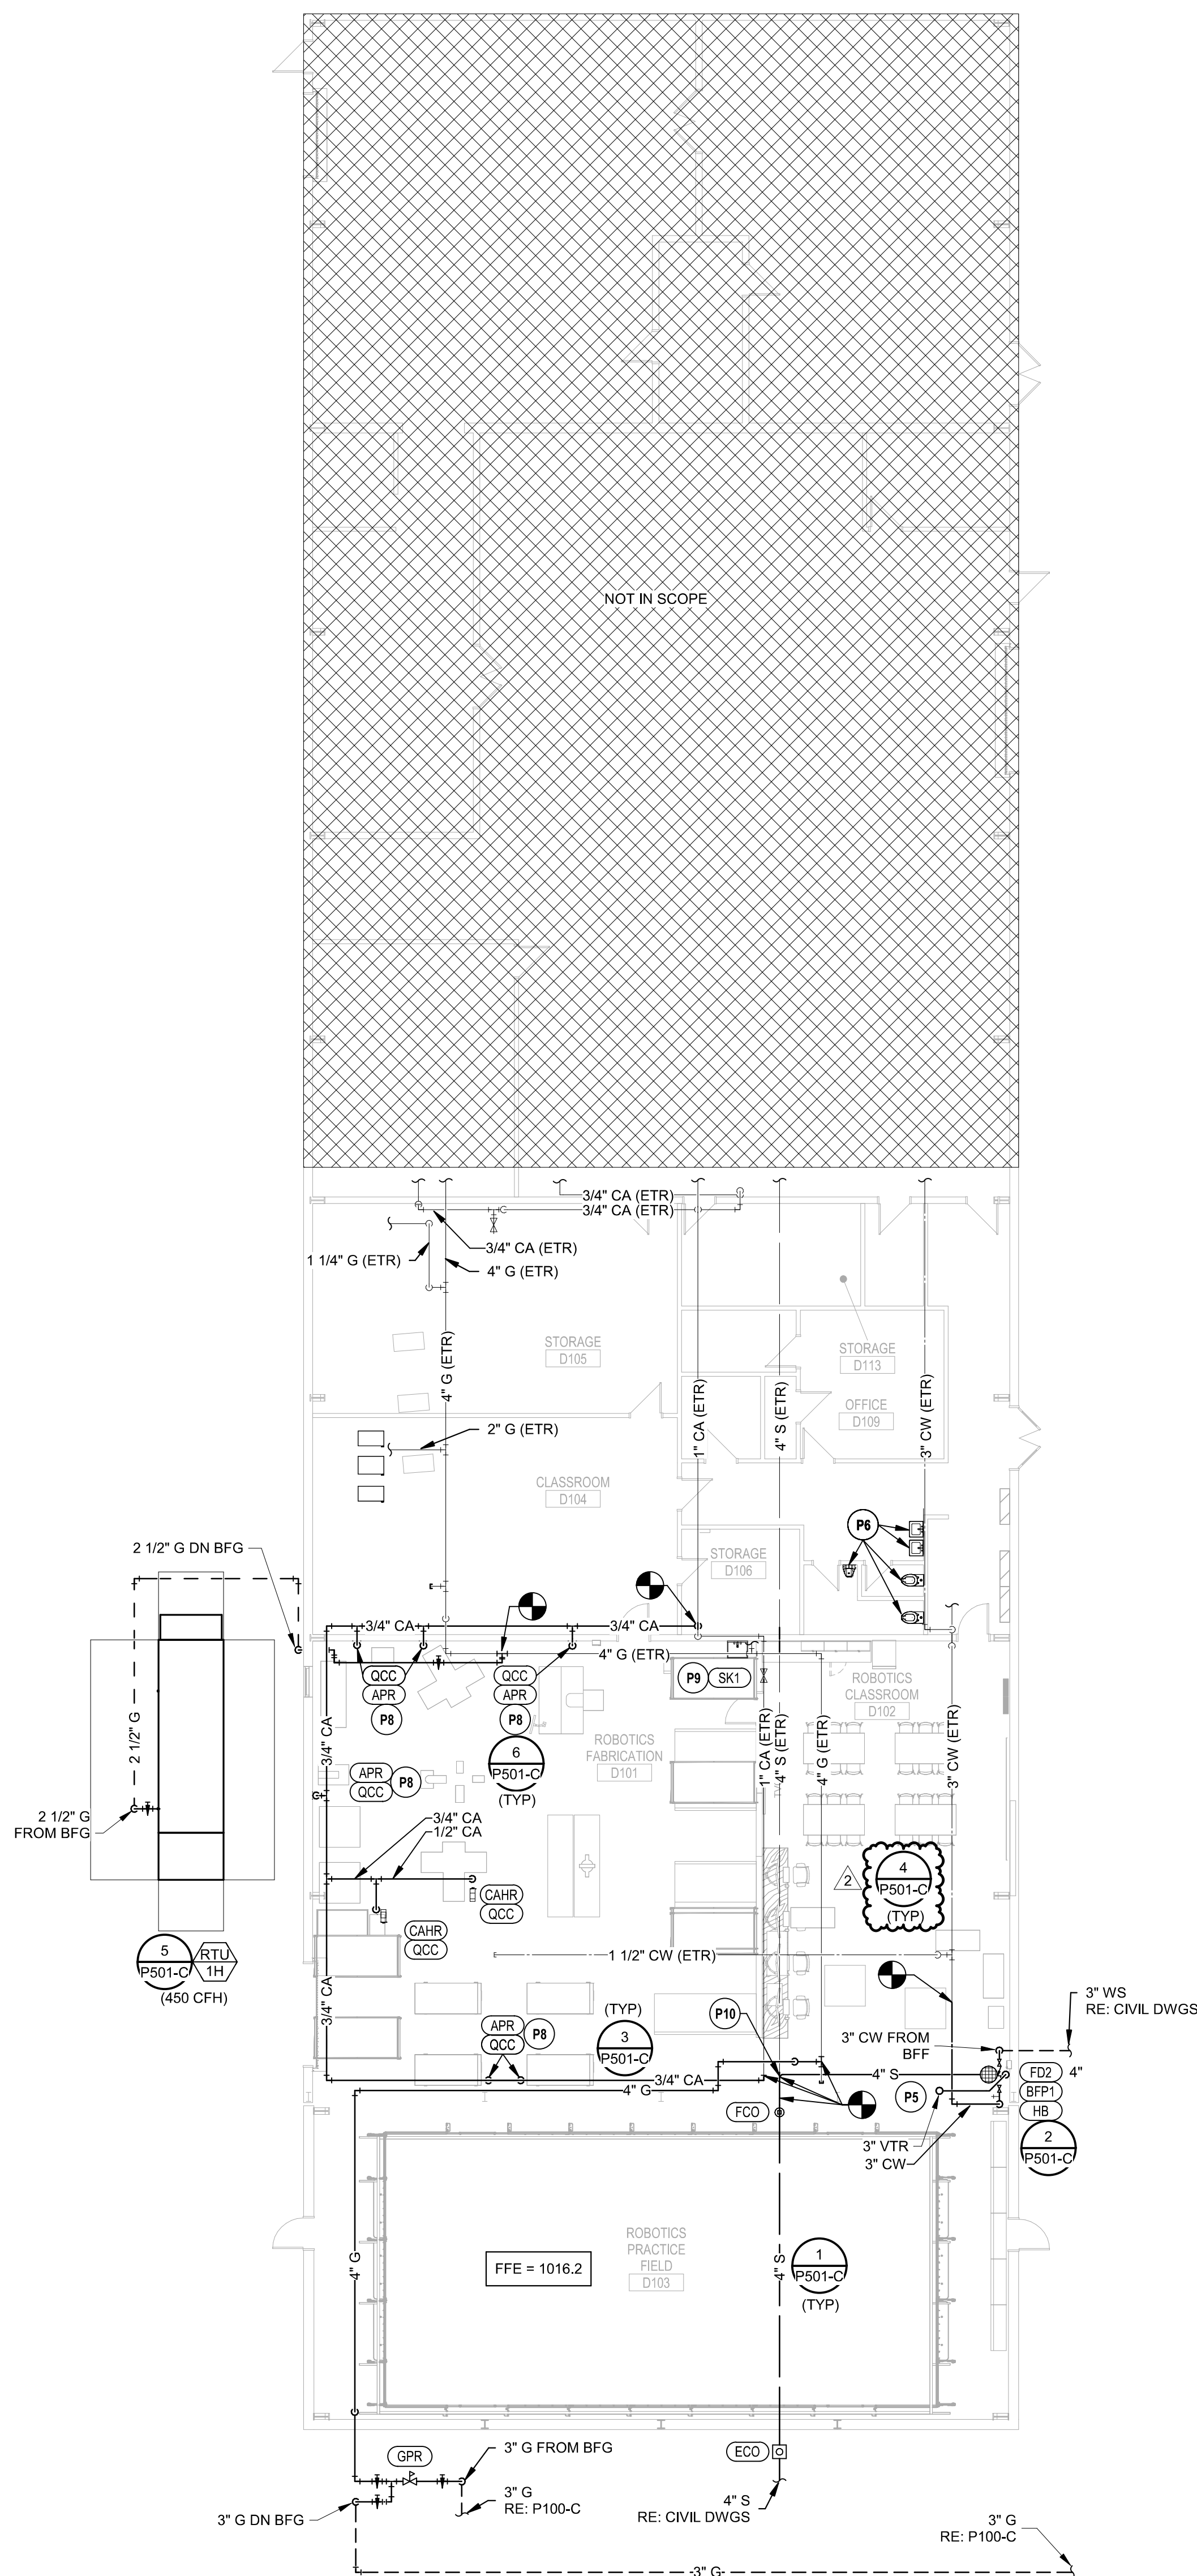 NOT IN SCOPE
3/4" CA (ETR)
3/4" CA (ETR)
3/4" CA (ETR)
1 1/4" G (ETR)
4" G (ETR)
4" G (ETR)
STORAGE
D105
STORAGE
D113
OFFICE
D109
1" CA (ETR)
4" S (ETR)
3" CW (ETR)
2" G (ETR)
CLASSROOM
D104
P6
2 1/2" G DN BFG
STORAGE
D106
3/4" CA
3/4" CA
4" G (ETR)
QCC
APR
P8
QCC
APR
P8
P9
SK1
ROBOTICS
CLASSROOM
D102
2 1/2" G
3/4" CA
ROBOTICS
FABRICATION
D101
6
P501-C
(TYP)
1" CA (ETR)
4" S (ETR)
4" G (ETR)
3" CW (ETR)
APR
QCC
P8
2 1/2" G
FROM BFG
3/4" CA
1/2" CA
4
P501-C
(TYP)
2
CAHR
QCC
CAHR
QCC
5
P501-C
RTU
1H
(450 CFH)
1 1/2" CW (ETR)
3/4" CA
3" WS
RE: CIVIL DWGS
(TYP)
3
P501-C
APR
QCC
P8
P10
3" CW FROM
BFF
4" S
4"
FD2
BFP1
HB
2
P501-C
3/4" CA
4" G
P5
FCO
3" VTR
3" CW
ROBOTICS
PRACTICE
FIELD
D103
FFE = 1016.2
4" G
4" S
1
P501-C
(TYP)
GPR
3" G FROM BFG
ECO
3" G
RE: P100-C
4" S
RE: CIVIL DWGS
3" G DN BFG
3" G
RE: P100-C
3" G